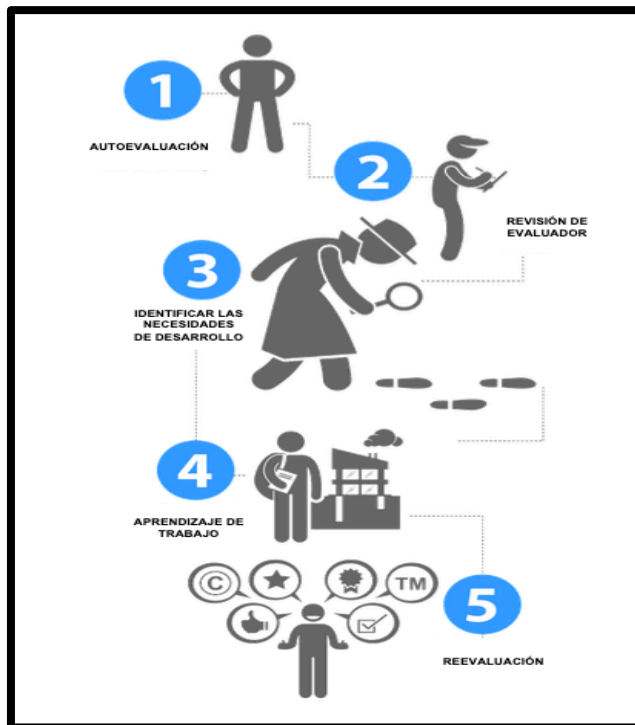 1
AUTOEVALUACIÓN
2
REVISIÓN DE
EVALUADOR
3
IDENTIFICAR LAS
NECESIDADES
DE DESARROLLO
4
APRENDIZAJE DE
TRABAJO
©
TM
5
REEVALUACIÓN